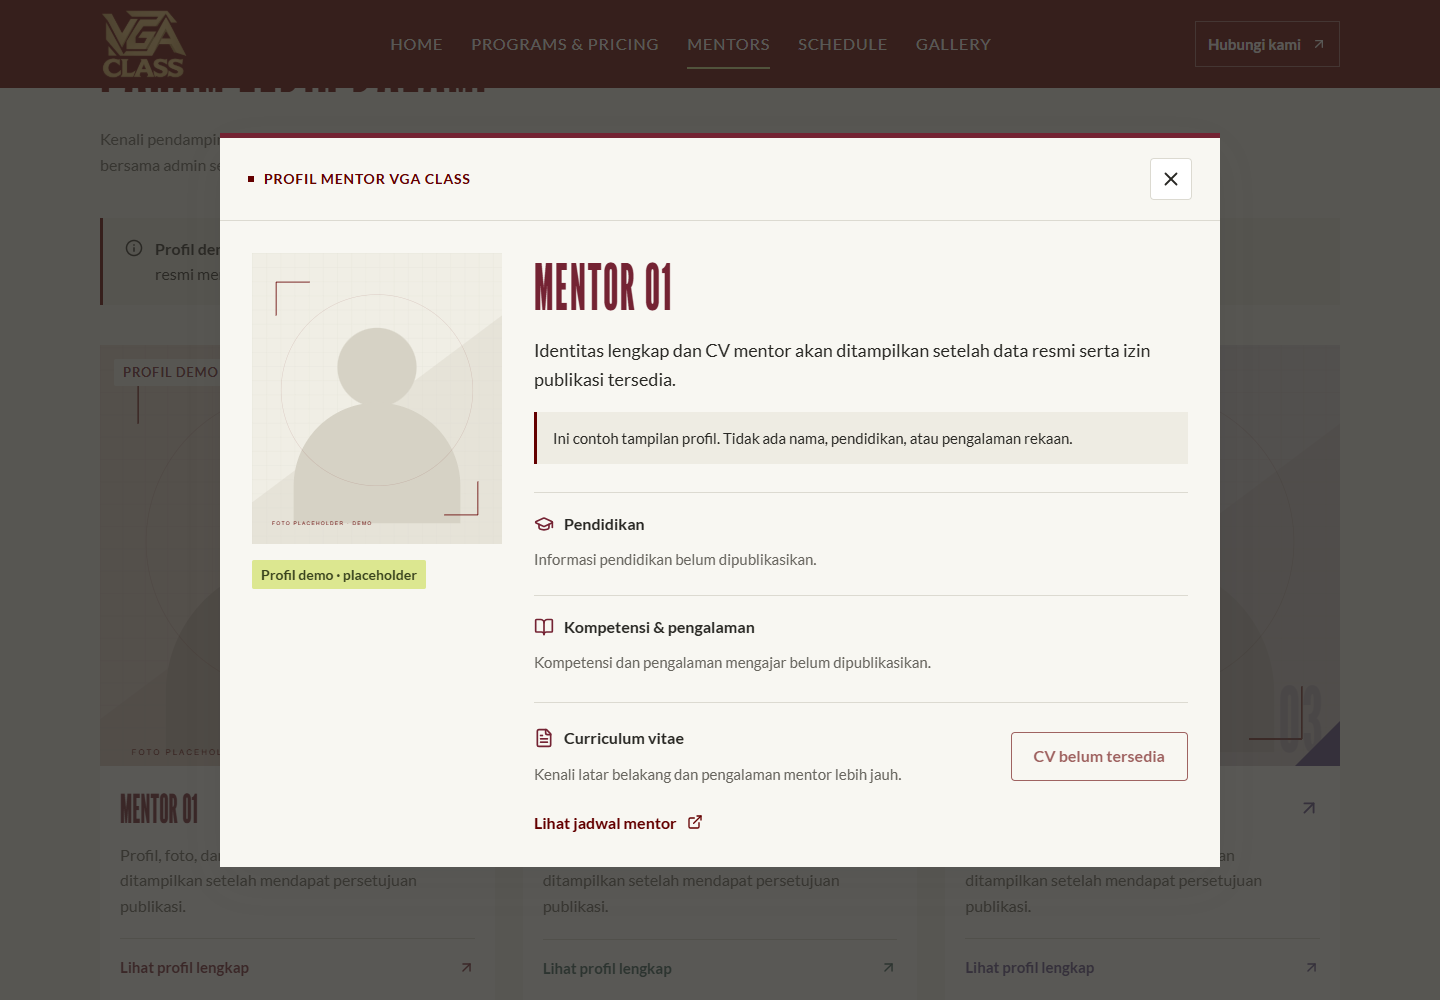 VGA
CLASS
HOME
PROGRAMS & PRICING
MENTORS
SCHEDULE
GALLERY
Hubungi kami
Kenali
bersama admin
PROFIL MENTOR VGA CLASS
Profil
resmi
MENTOR 01
Identitas lengkap dan CV mentor akan ditampilkan setelah data resmi serta izin
publikasi tersedia.
Ini contoh tampilan profil. Tidak ada nama, pendidikan, atau pengalaman rekaan.
FOTO PLACEHOLDER DEMO
Profil demo · placeholder
Pendidikan
Informasi pendidikan belum dipublikasikan.
Kompetensi & pengalaman
Kompetensi dan pengalaman mengajar belum dipublikasikan.
Curriculum vitae
Kenali latar belakang dan pengalaman mentor lebih jauh.
CV belum tersedia
Lihat jadwal mentor
PROFIL DEMO
FOTO
03
MENTOR 01
Profil, foto,
ditampilkan setelah mendapat persetujuan
publikasi.
Lihat profil lengkap
ditampilkan setelah mendapat persetujuan
publikasi.
Lihat profil lengkap
ditampilkan setelah mendapat persetujuan
publikasi.
Lihat profil lengkap